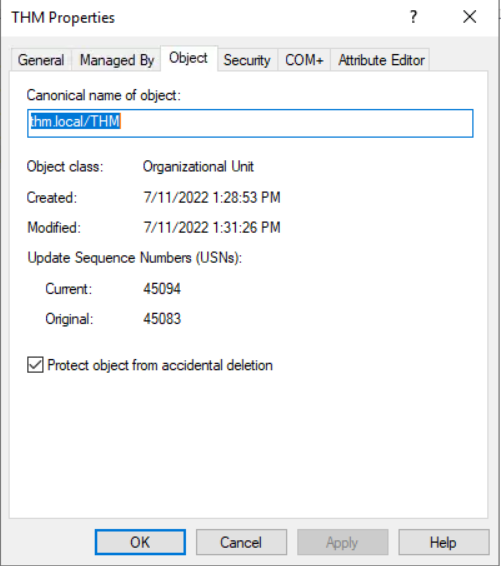 THM Properties
?
General Managed By Object Security COM+ Attribute Editor
Canonical name of object:
thm.local/THM
Object class: Organizational Unit
Created: 7/11/2022 1:28:53 PM
Modified: 7/11/2022 1:31:26 PM
Update Sequence Numbers (USNs):
Current: 45094
Original: 45083
Protect object from accidental deletion
OK Cancel Apply Help